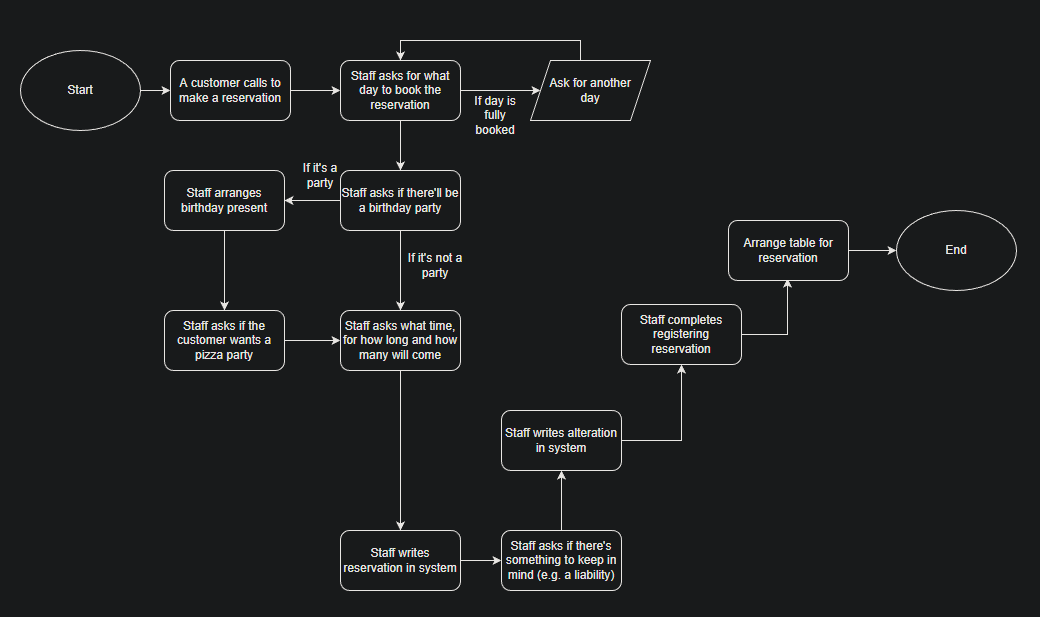 Start
A customer calls to
make a reservation
Staff asks for what
day to book the
reservation
If day is
fully
booked
Ask for another
day
If it's a
party
Staff arranges
birthday present
Staff asks if there'll be
a birthday party
If it's not a
party
Arrange table for
reservation
End
Staff asks if the
customer wants a
pizza party
Staff asks what time,
for how long and how
many will come
Staff completes
registering
reservation
Staff writes alteration
in system
Staff writes
reservation in system
Staff asks if there's
something to keep in
mind (e.g. a liability)